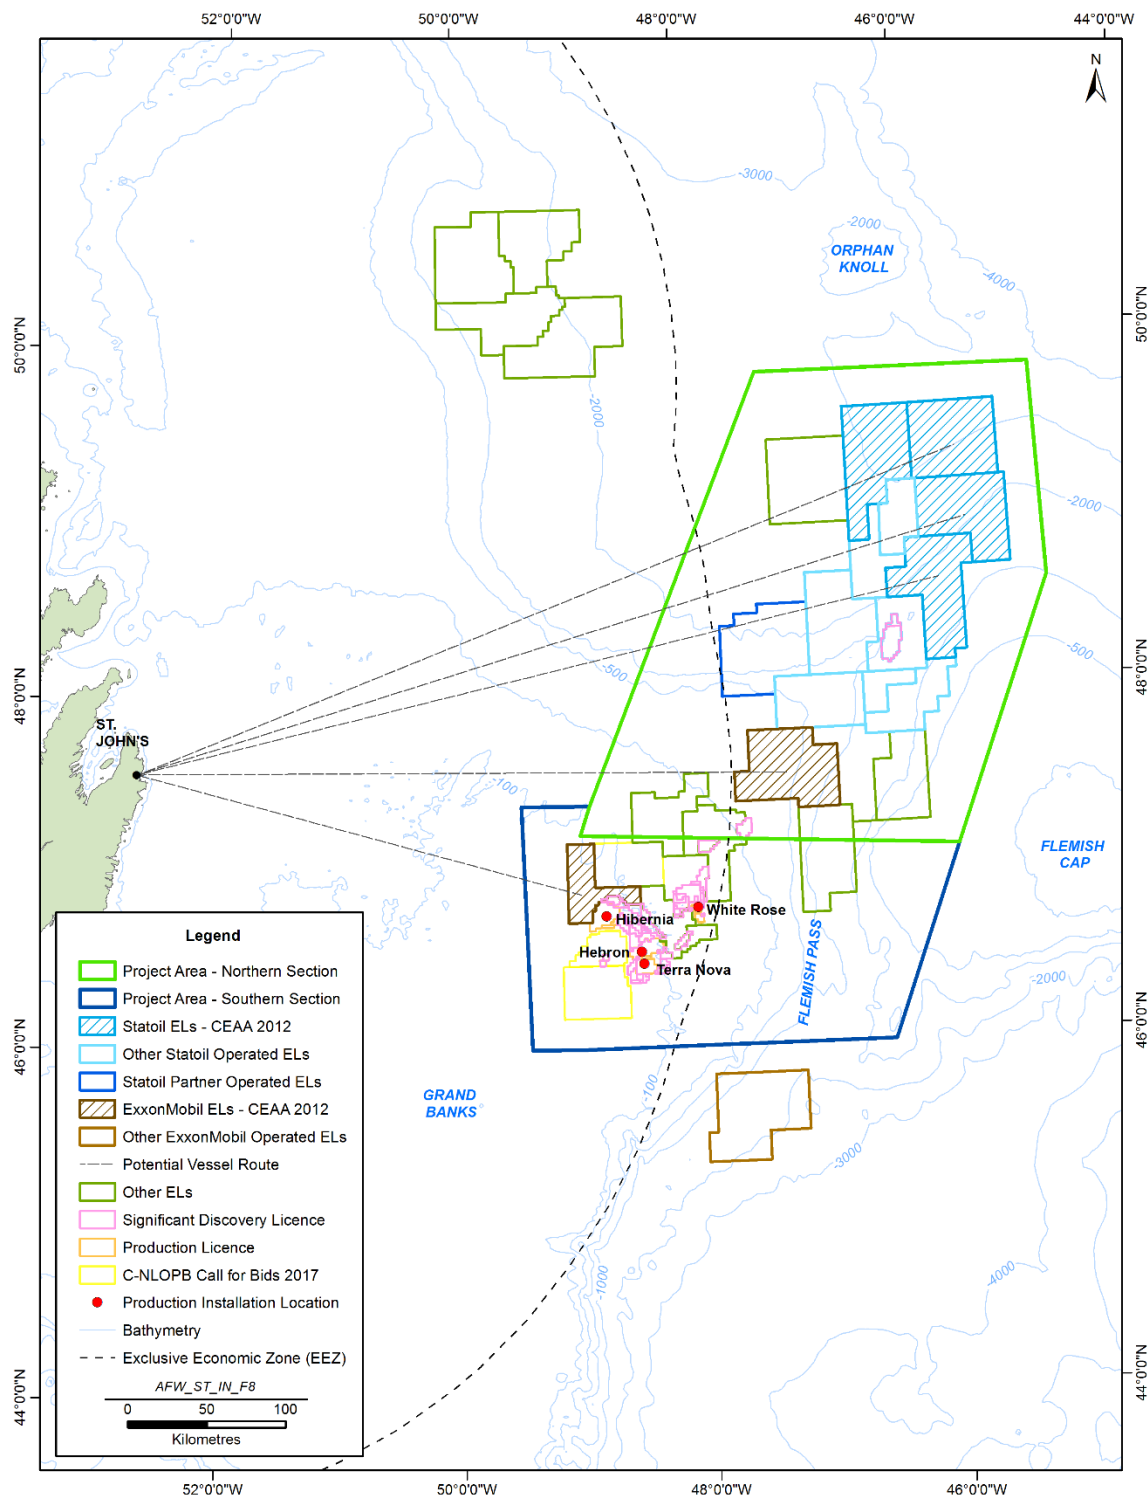 52°0'0"W 50°0'0"W 48°0'0"W 46°0'0"W 44°0'0"W
N
-3000
-2000
ORPHAN
KNOLL
-4000
50°0'0"N
50°0'0"N
-2000
-2000
-500
-500
48°0'0"N
48°0'0"N
ST.
JOHN'S
-100
FLEMISH
CAP
White Rose
Hibernia
Hebron
Terra Nova
FLEMISH PASS
-2000
46°0'0"N
46°0'0"N
GRAND
BANKS
-100
-3000
-1000
-4000
44°0'0"N
44°0'0"N
Legend
Project Area - Northern Section
Project Area - Southern Section
Statoil ELs - CEAA 2012
Other Statoil Operated ELs
Statoil Partner Operated ELs
ExxonMobil ELs - CEAA 2012
Other ExxonMobil Operated ELs
Potential Vessel Route
Other ELs
Significant Discovery Licence
Production Licence
C-NLOPB Call for Bids 2017
Production Installation Location
Bathymetry
Exclusive Economic Zone (EEZ)
AFW_ST_IN_F8
0 50 100
Kilometres
52°0'0"W 50°0'0"W 48°0'0"W 46°0'0"W